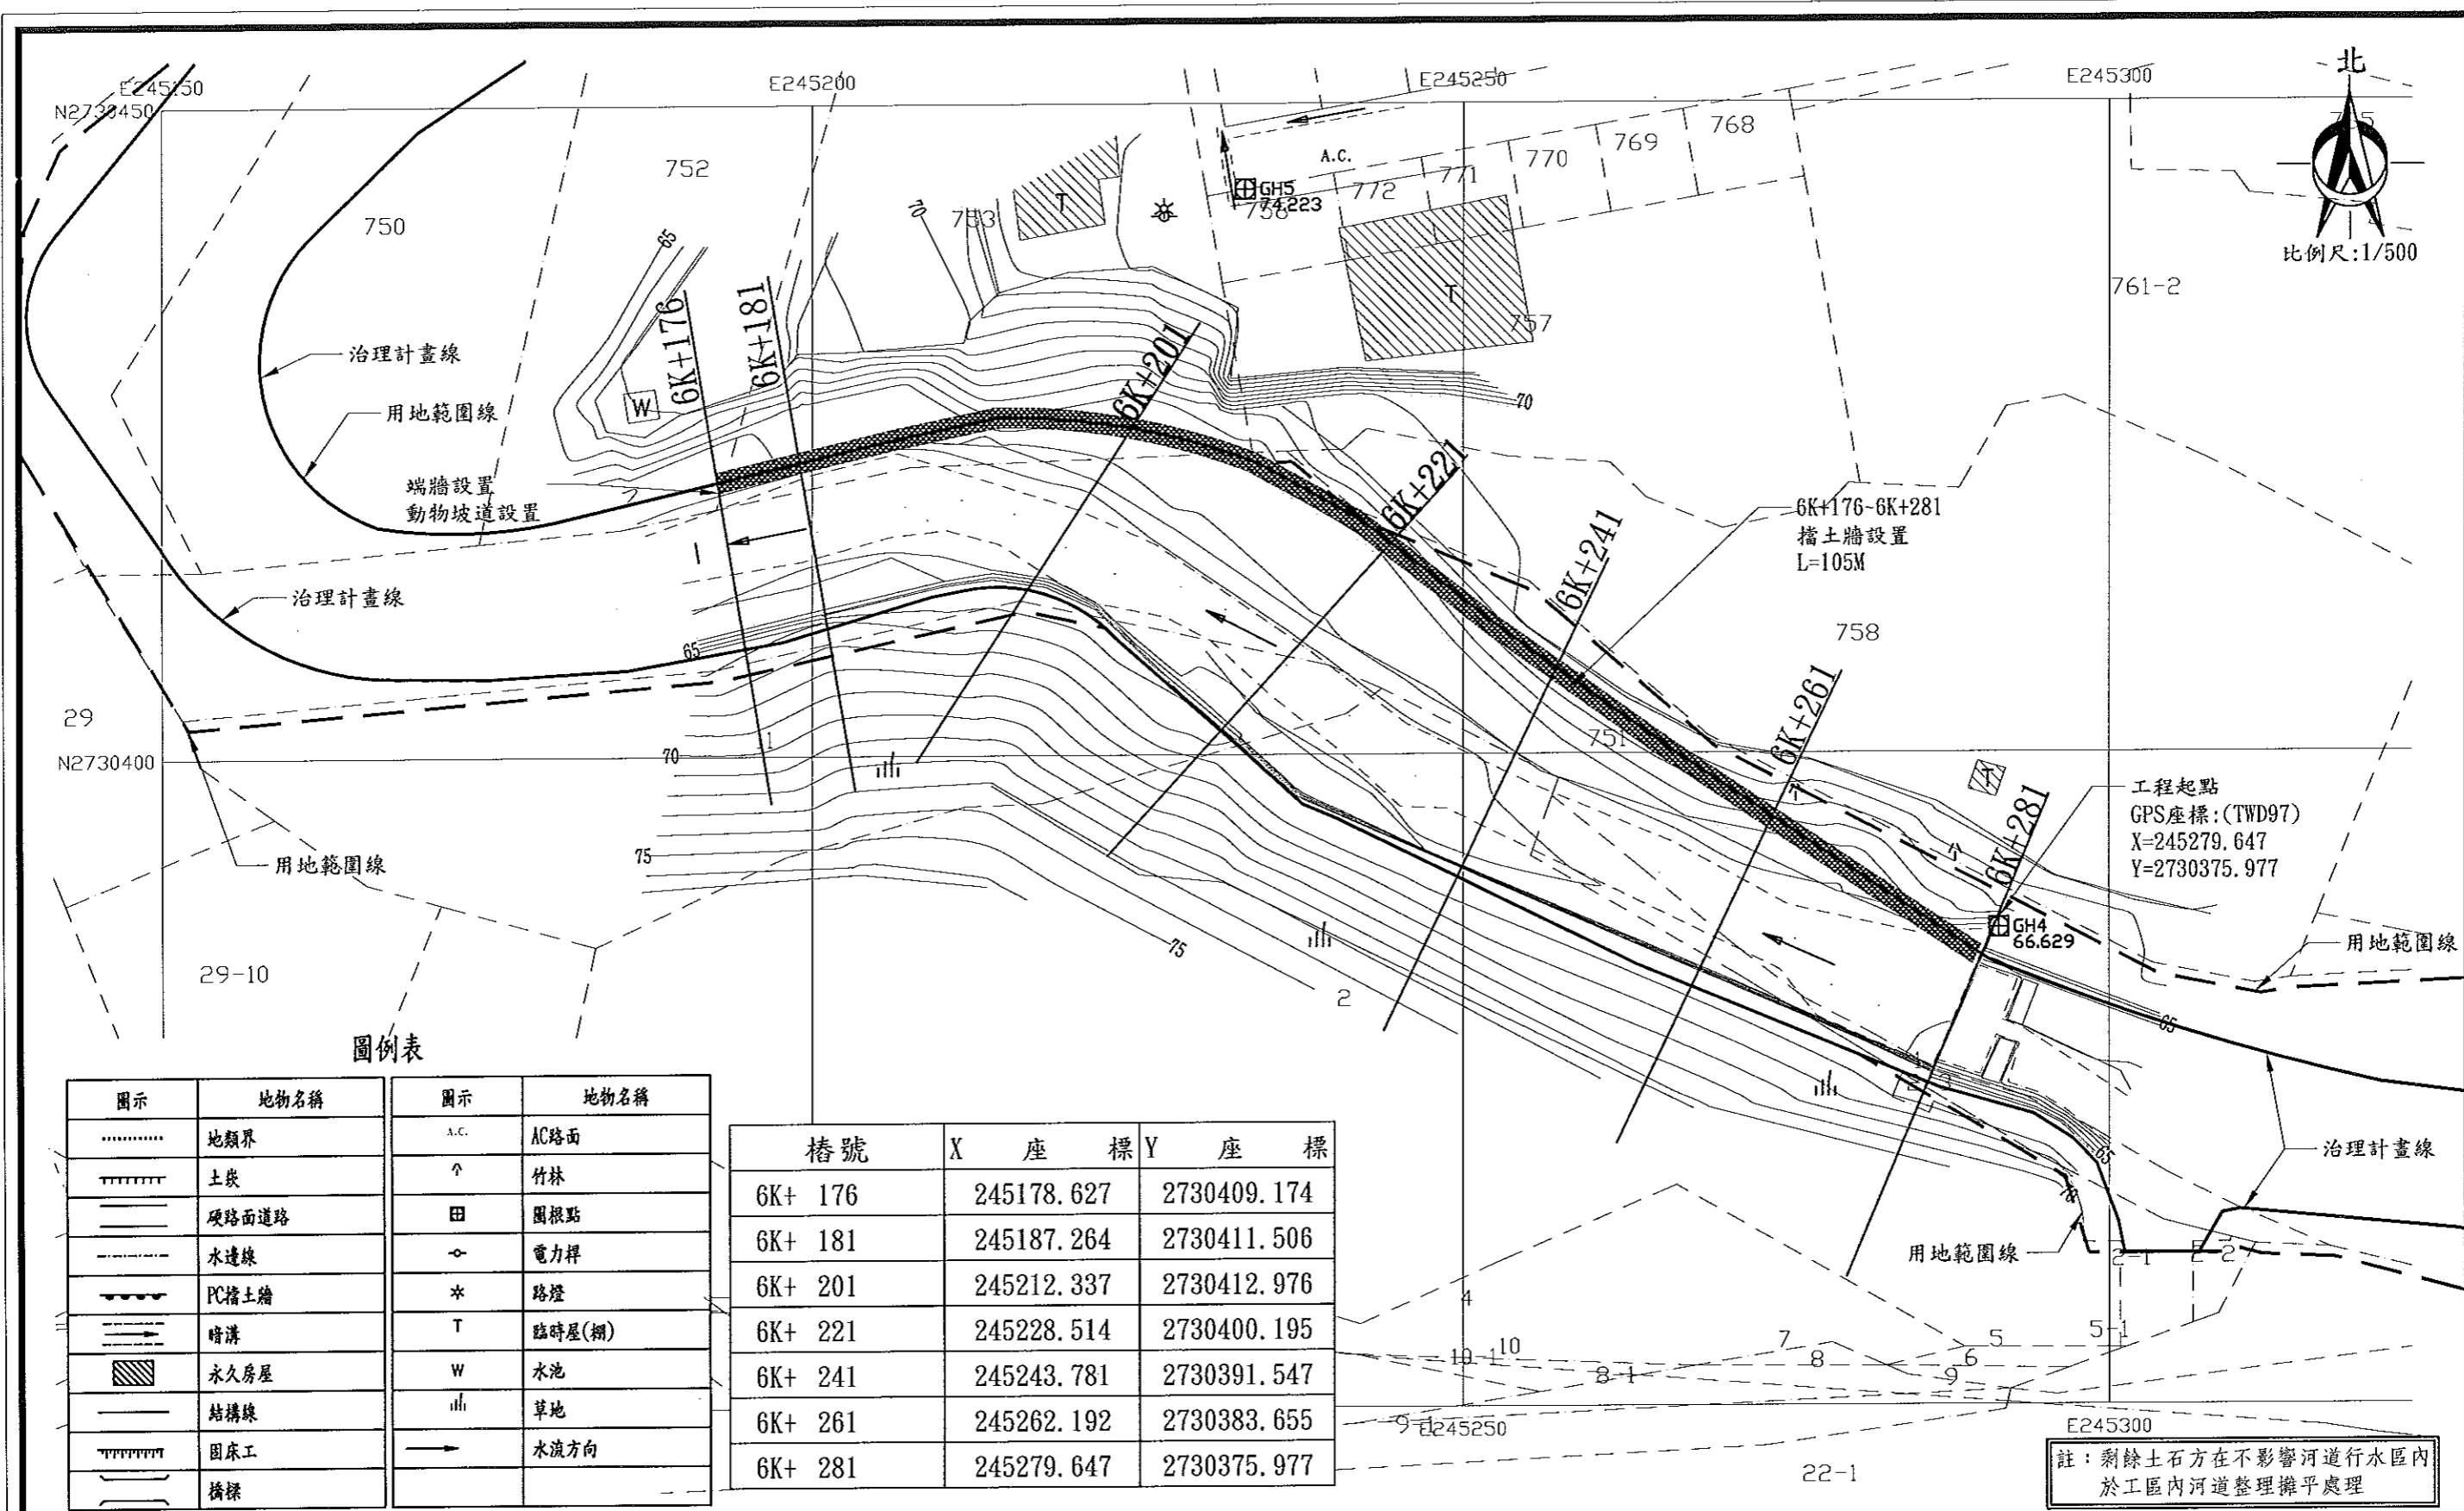 E245150
E245200
E245250
E245300
北
N2730450
比例尺:1/500
752
750
753
T
A.C.
GH5
74.223
758
772
771
770
769
768
761-2
757
T
70
65
W
6K+176
6K+181
6K+201
6K+221
6K+241
6K+261
6K+281
70
治理計畫線
用地範圍線
端牆設置
動物坡道設置
治理計畫線
6K+176~6K+281
擋土牆設置
L=105M
758
751
65
29
N2730400
70
1
75
用地範圍線
29-10
75
2
T
工程起點
GPS座標:(TWD97)
X=245279.647
Y=2730375.977
GH4
66.629
用地範圍線
65
治理計畫線
65
70
用地範圍線
2-1
2-2
4
5
5-1
6
7
8
8-1
9
9-1
10
10-1
22-1
E245250
E245300
圖例表
圖示 地物名稱 圖示 地物名稱
地類界 A.C. AC路面
土崁 竹林
硬路面道路 圖根點
水邊線 電力桿
PC擋土牆 路燈
暗溝 T 臨時屋(棚)
永久房屋 W 水池
結構線 草地
固床工 水流方向
橋樑
樁號 X 座 標 Y 座 標
6K+ 176 245178.627 2730409.174
6K+ 181 245187.264 2730411.506
6K+ 201 245212.337 2730412.976
6K+ 221 245228.514 2730400.195
6K+ 241 245243.781 2730391.547
6K+ 261 245262.192 2730383.655
6K+ 281 245279.647 2730375.977
註：剩餘土石方在不影響河道行水區內
於工區內河道整理攤平處理